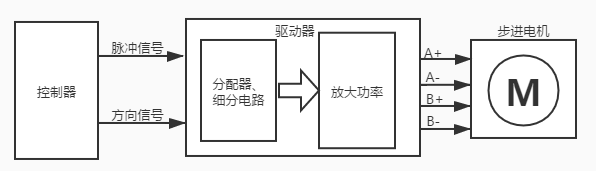 控制器
脉冲信号
方向信号
驱动器
分配器、
细分电路
放大功率
A+
A-
B+
B-
步进电机
M